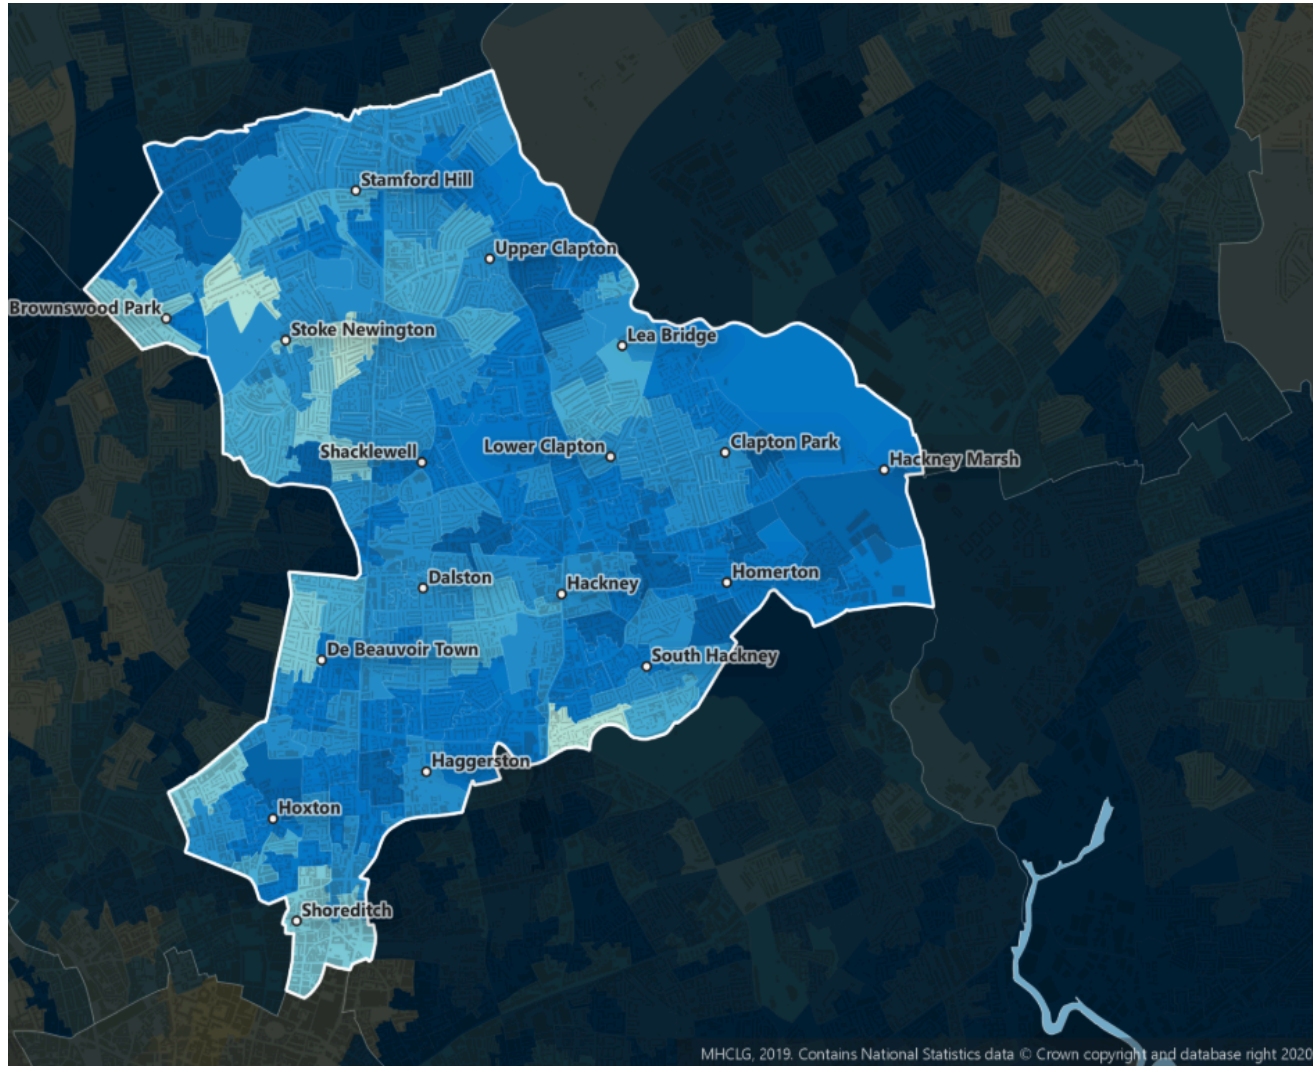 Stamford Hill
Upper Clapton
Brownswood Park
Stoke Newington
Lea Bridge
Shacklewell
Lower Clapton
Clapton Park
Hackney Marsh
Dalston
Hackney
Homerton
De Beauvoir Town
South Hackney
Haggerston
Hoxton
Shoreditch
MHCLG, 2019. Contains National Statistics data © Crown copyright and database right 2020